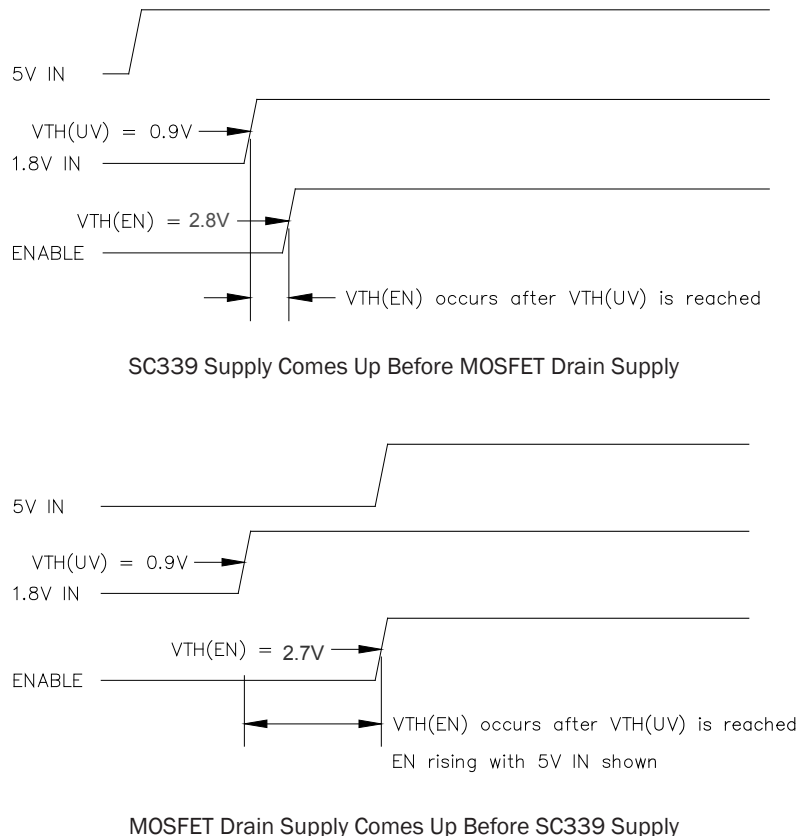 5V IN
VTH(UV) = 0.9V
1.8V IN
VTH(EN) = 2.8V
ENABLE
VTH(EN) occurs after VTH(UV) is reached
SC339 Supply Comes Up Before MOSFET Drain Supply
5V IN
VTH(UV) = 0.9V
1.8V IN
VTH(EN) = 2.7V
ENABLE
VTH(EN) occurs after VTH(UV) is reached
EN rising with 5V IN shown
MOSFET Drain Supply Comes Up Before SC339 Supply